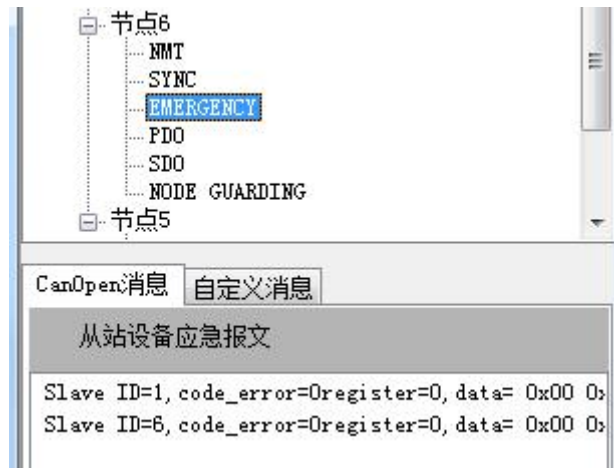 节点6
NMT
SYNC
EMERGENCY
PDO
SDO
NODE GUARDING
节点5
CanOpen消息 自定义消息
从站设备应急报文
Slave ID=1, code_error=0register=0, data= 0x00 0x
Slave ID=6, code_error=0register=0, data= 0x00 0x